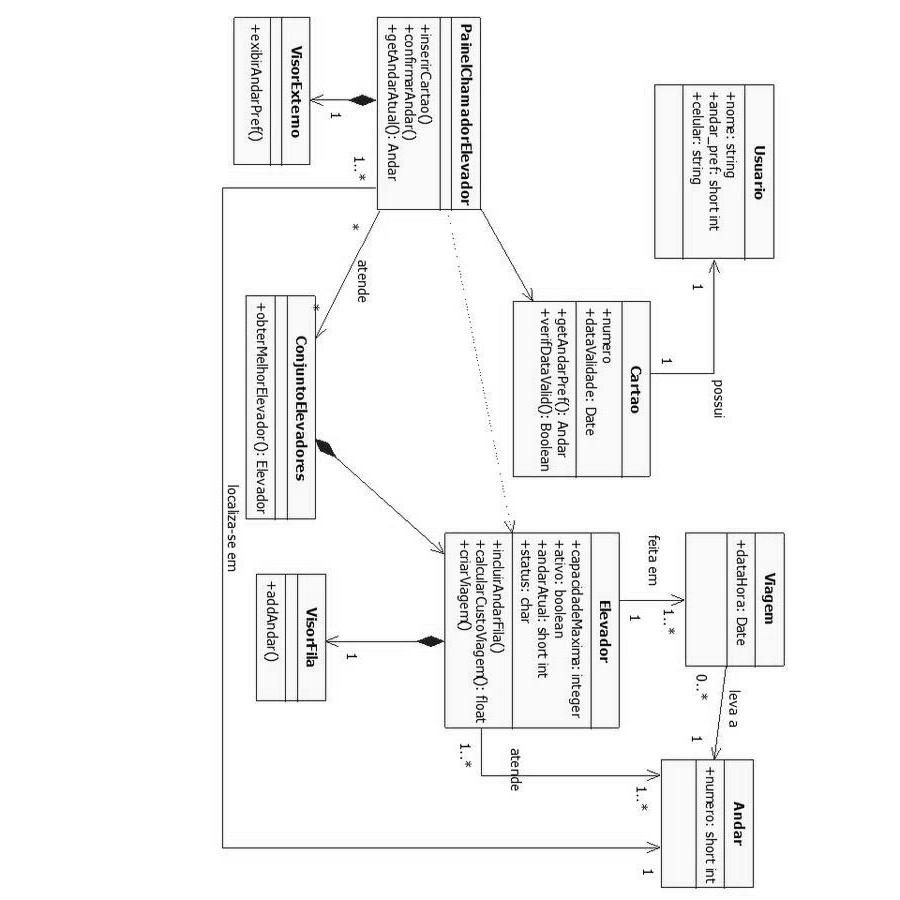 Usuario
+nome: string
+andar_pref: short int
+celular: string
1
possui
1
Cartao
+numero
+dataValidade: Date
+getAndarPref(): Andar
+verifDataValid(): Boolean
Viagem
+dataHora: Date
leva a
0..*
1
Andar
+numero: short int
PainelChamadorElevador
+inserirCartao()
+confirmarAndar()
+getAndarAtual(): Andar
1
1..*
*
atende
*
VisorExterno
+exibirAndarPref()
ConjuntoElevadores
+obterMelhorElevador(): Elevador
feita em
1..*
1
Elevador
+capacidadeMaxima: integer
+ativo: boolean
+andarAtual: short int
+status: char
+incluirAndarFila()
+calcularCustoViagem(): float
+criarViagem()
atende
1..*
1..*
1
1
VisorFila
+addAndar()
localiza-se em